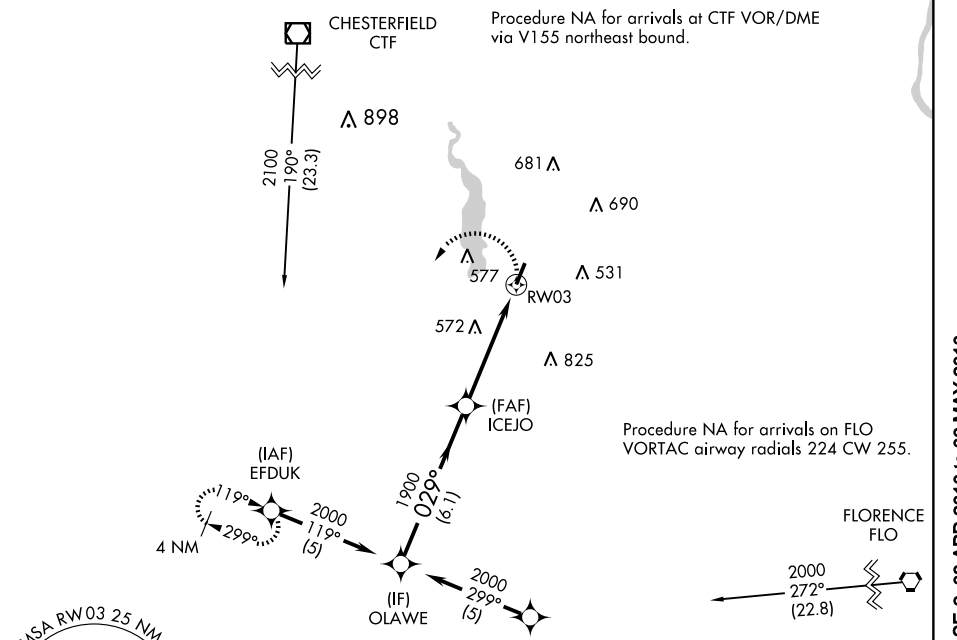 CHESTERFIELD
CTF
Procedure NA for arrivals at CTF VOR/DME
via V155 northeast bound.
898
2100
190°
(23.3)
681
690
577
531
RW03
572
825
(FAF)
ICEJO
Procedure NA for arrivals on FLO
VORTAC airway radials 224 CW 255.
(IAF)
EFDUK
1900
029°
(6.1)
119°
299°
4 NM
2000
119°
(5)
FLORENCE
FLO
(IF)
OLAWE
2000
299°
(5)
2000
272°
(22.8)
MSA RW03 25 NM